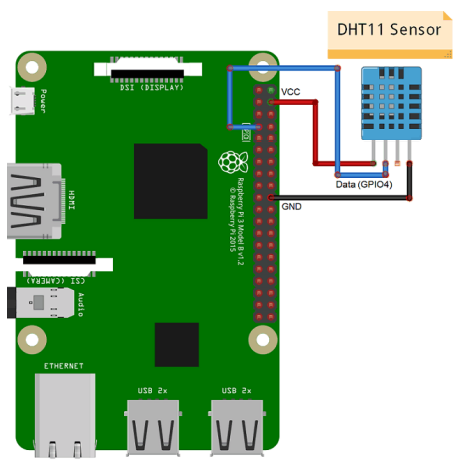 DHT11 Sensor
DSI (DISPLAY)
VCC
Power
GPIO
HDMI
Raspberry Pi 3 Model B v1.2
© Raspberry Pi 2015
Data (GPIO4)
GND
CSI (CAMERA)
Audio
ETHERNET
USB 2x
USB 2x